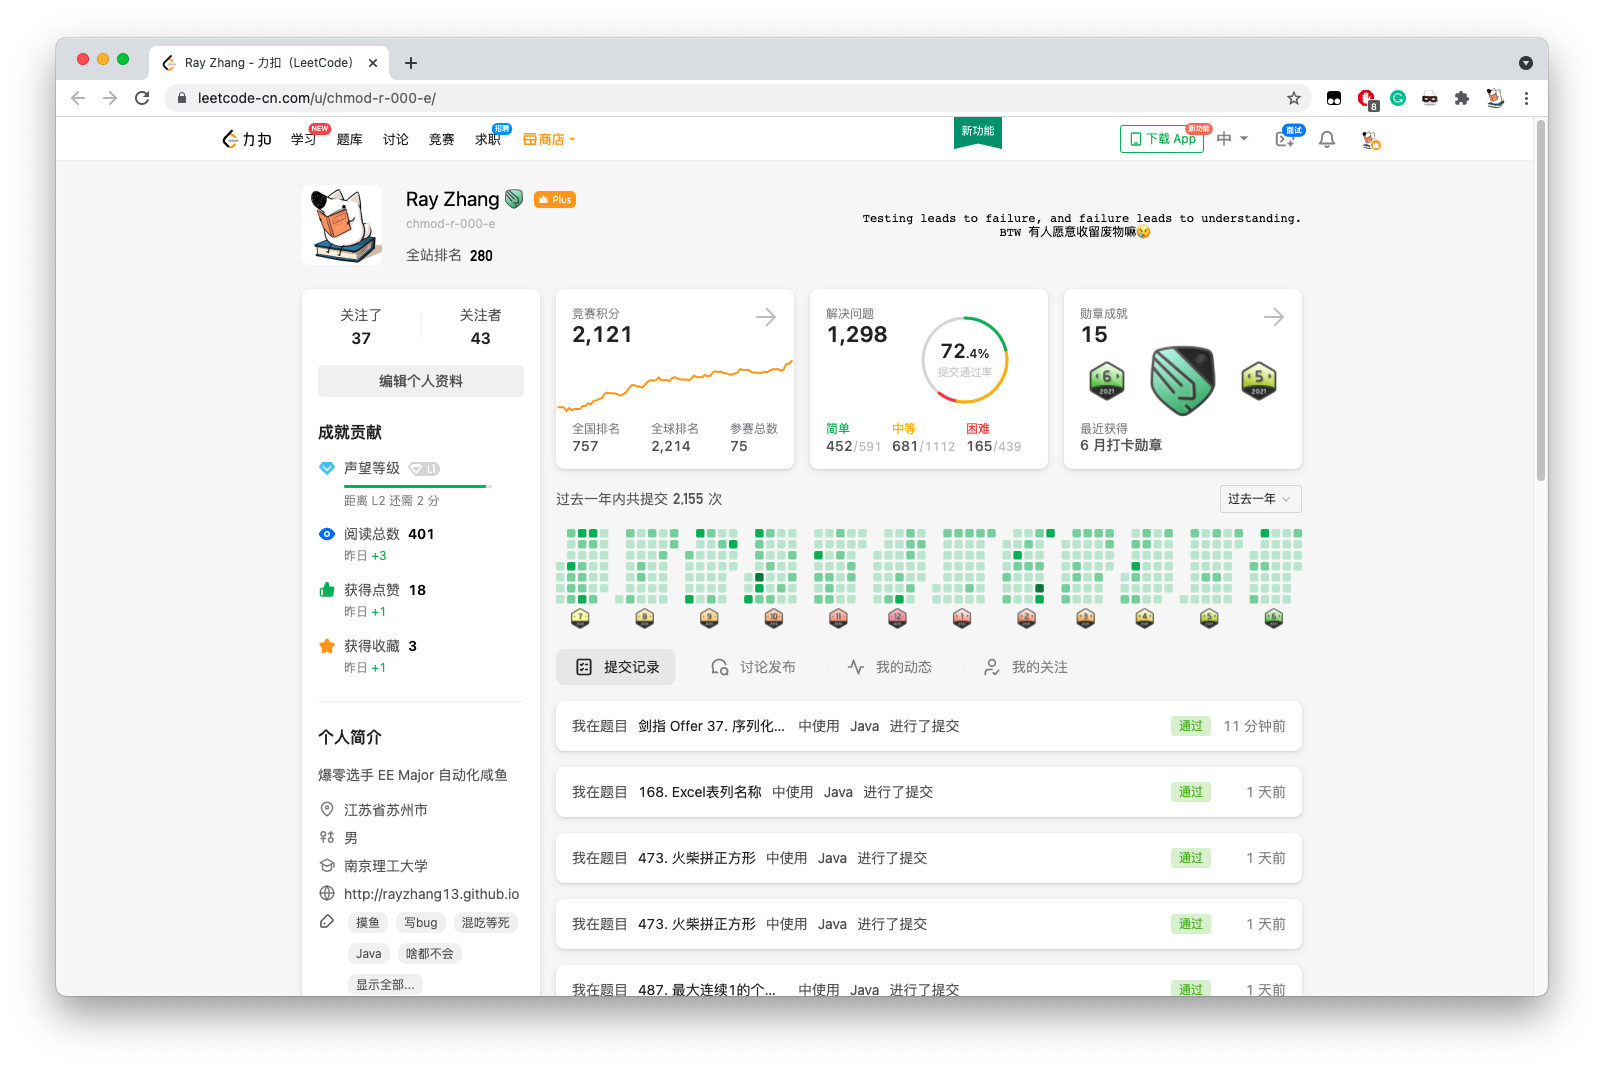 Ray Zhang - 力扣（LeetCode）
leetcode-cn.com/u/chmod-r-000-e/
8
力扣
学习
NEW
题库
讨论
竞赛
求职
招聘
商店
新功能
下载 App
新功能
中
面试
Ray Zhang
Plus
chmod-r-000-e
全站排名 280
Testing leads to failure, and failure leads to understanding.
BTW 有人愿意收留废物嘛😢
关注了
37
关注者
43
编辑个人资料
成就贡献
声望等级 L1
距离 L2 还需 2 分
阅读总数 401
昨日 +3
获得点赞 18
昨日 +1
获得收藏 3
昨日 +1
个人简介
爆零选手 EE Major 自动化咸鱼
江苏省苏州市
男
南京理工大学
http://rayzhang13.github.io
摸鱼 写bug 混吃等死
Java 啥都不会
显示全部...
竞赛积分
2,121
全国排名 全球排名 参赛总数
757 2,214 75
解决问题
1,298
72.4%
提交通过率
简单 中等 困难
452/591 681/1112 165/439
勋章成就
15
6
2021
5
2021
最近获得
6 月打卡勋章
过去一年内共提交 2,155 次
过去一年
7 8 9 10 11 12 1 2 3 4 5 6
提交记录 讨论发布 我的动态 我的关注
我在题目 剑指 Offer 37. 序列化... 中使用 Java 进行了提交 通过 11 分钟前
我在题目 168. Excel表列名称 中使用 Java 进行了提交 通过 1 天前
我在题目 473. 火柴拼正方形 中使用 Java 进行了提交 通过 1 天前
我在题目 473. 火柴拼正方形 中使用 Java 进行了提交 通过 1 天前
我在题目 487. 最大连续1的个... 中使用 Java 进行了提交 通过 1 天前